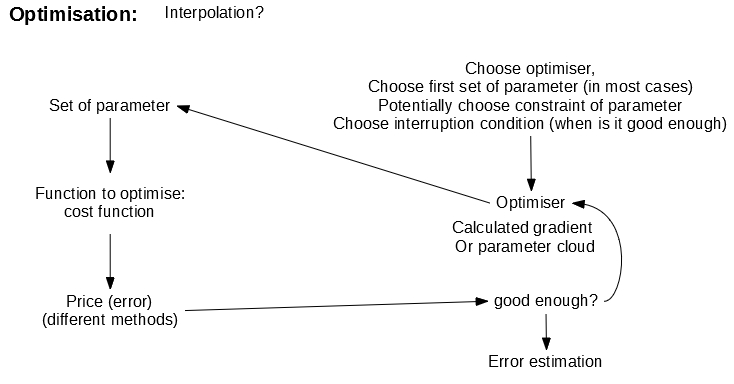 Optimisation: Interpolation?
Choose optimiser,
Choose first set of parameter (in most cases)
Potentially choose constraint of parameter
Choose interruption condition (when is it good enough)
Set of parameter
Function to optimise:
cost function
Optimiser
Calculated gradient
Or parameter cloud
Price (error)
(different methods)
good enough?
Error estimation